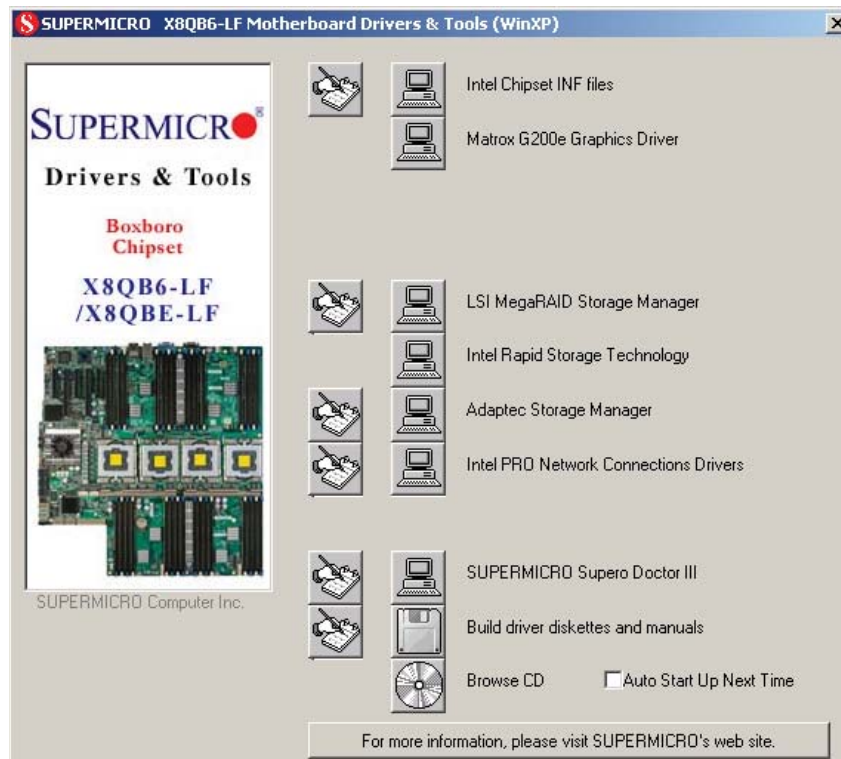 SUPERMICRO X8QB6-LF Motherboard Drivers & Tools (WinXP)
SUPERMICR®
Drivers & Tools
Boxboro
Chipset
X8QB6-LF
/X8QBE-LF
SUPERMICRO Computer Inc.
Intel Chipset INF files
Matrox G200e Graphics Driver
LSI MegaRAID Storage Manager
Intel Rapid Storage Technology
Adaptec Storage Manager
Intel PRO Network Connections Drivers
SUPERMICRO Supero Doctor III
Build driver diskettes and manuals
Browse CD
Auto Start Up Next Time
For more information, please visit SUPERMICRO's web site.